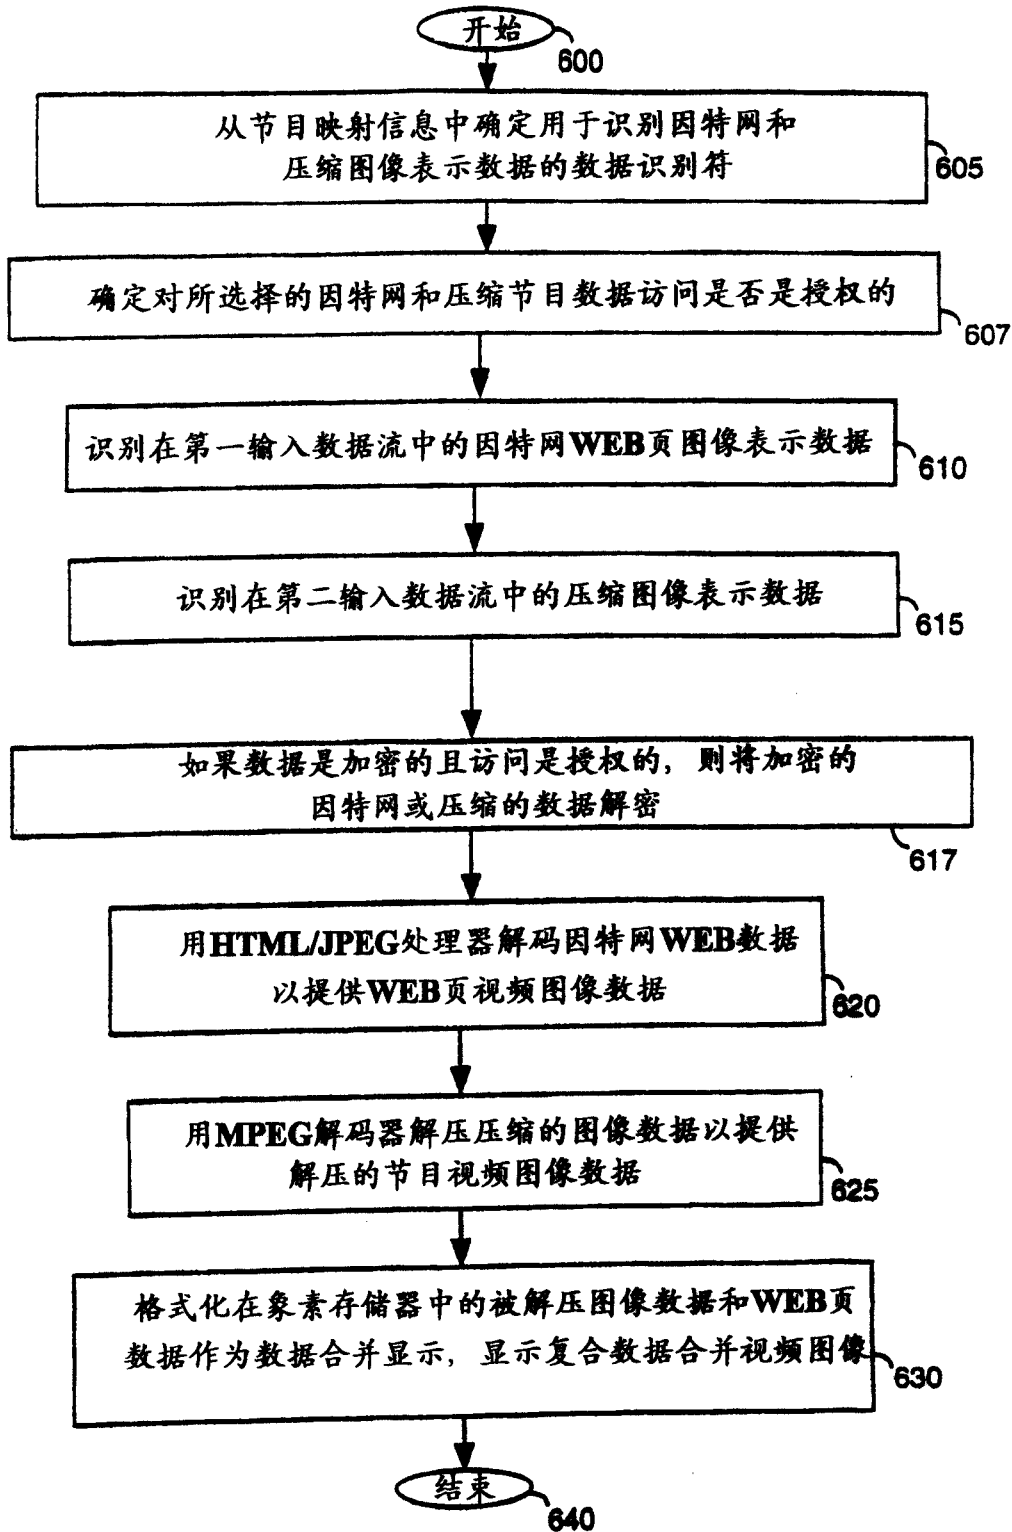 开始
600
从节目映射信息中确定用于识别因特网和
压缩图像表示数据的数据识别符
605
确定对所选择的因特网和压缩节目数据访问是否是授权的
607
识别在第一输入数据流中的因特网WEB页图像表示数据
610
识别在第二输入数据流中的压缩图像表示数据
615
如果数据是加密的且访问是授权的，则将加密的
因特网或压缩的数据解密
617
用HTML/JPEG处理器解码因特网WEB数据
以提供WEB页视频图像数据
620
用MPEG解码器解压压缩的图像数据以提供
解压的节目视频图像数据
625
格式化在象素存储器中的被解压图像数据和WEB页
数据作为数据合并显示，显示复合数据合并视频图像
630
结束
640